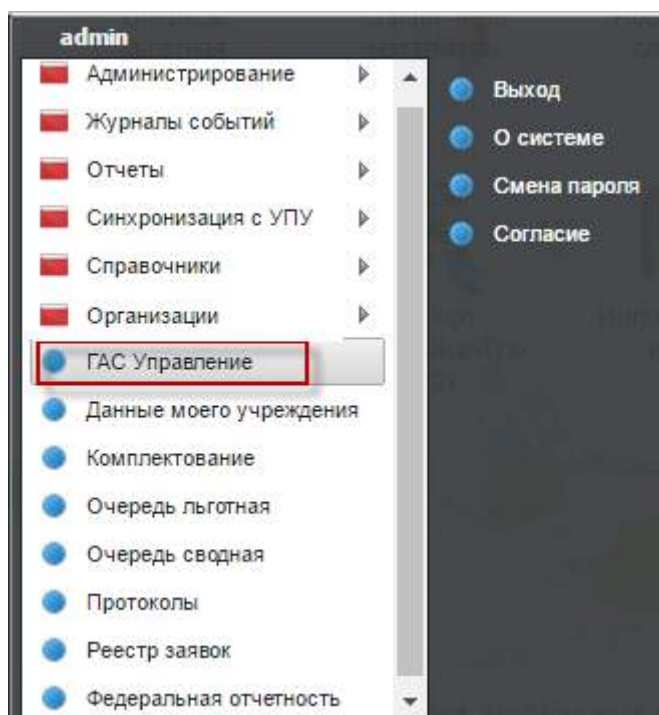 admin
Администрирование
Журналы событий
Отчеты
Синхронизация с УПУ
Справочники
Организации
ГАС Управление
Данные моего учреждения
Комплектование
Очередь льготная
Очередь сводная
Протоколы
Реестр заявок
Федеральная отчетность
Выход
О системе
Смена пароля
Согласие